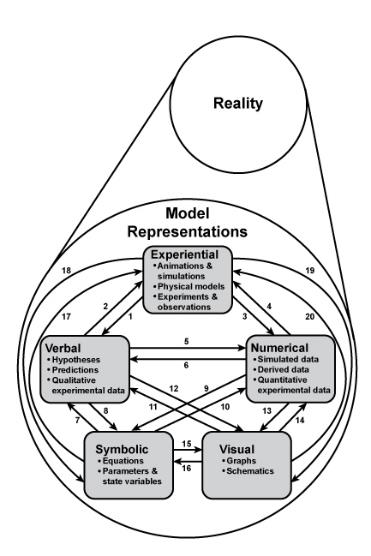 Reality
Model
Representations
Experiential
• Animations &
simulations
• Physical models
• Experiments &
observations
18
19
17
2
1
3
4
20
Verbal
• Hypotheses
• Predictions
• Qualitative
experimental data
5
6
Numerical
• Simulated data
• Derived data
• Quantitative
experimental data
12
9
7
8
11
10
13
14
Symbolic
• Equations
• Parameters &
state variables
15
16
Visual
• Graphs
• Schematics